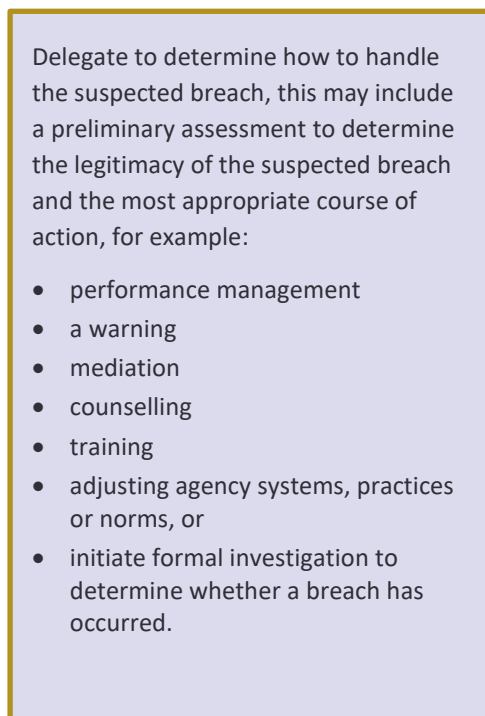 Delegate to determine how to handle
the suspected breach, this may include
a preliminary assessment to determine
the legitimacy of the suspected breach
and the most appropriate course of
action, for example:
• performance management
• a warning
• mediation
• counselling
• training
• adjusting agency systems, practices
or norms, or
• initiate formal investigation to
determine whether a breach has
occurred.